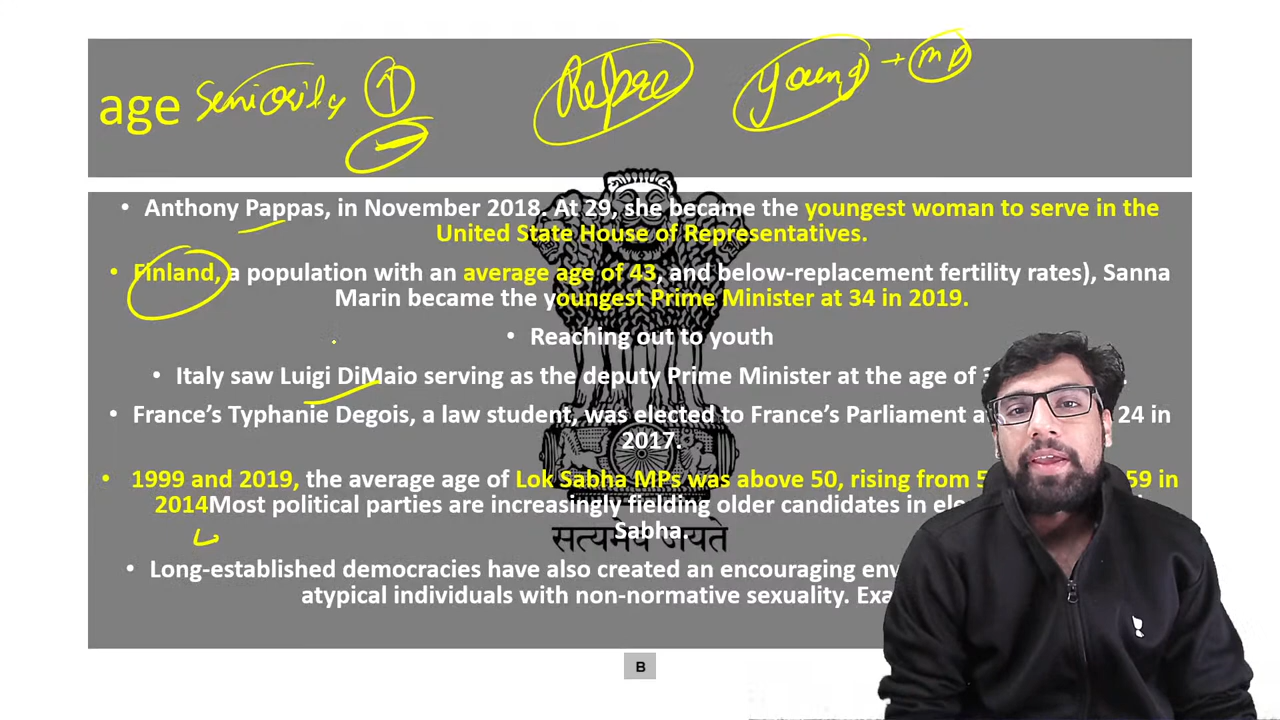 age seniority Repre young → MP
• Anthony Pappas, in November 2018. At 29, she became the youngest woman to serve in the
United State House of Representatives.
• Finland, a population with an average age of 43, and below-replacement fertility rates), Sanna
Marin became the youngest Prime Minister at 34 in 2019.
• Reaching out to youth
• Italy saw Luigi DiMaio serving as the deputy Prime Minister at the age of
• France's Typhanie Degois, a law student, was elected to France's Parliament a 24 in
2017.
• 1999 and 2019, the average age of Lok Sabha MPs was above 50, rising from 5 59 in
2014Most political parties are increasingly fielding older candidates in
Sabha.
सत्यमेव जयते
• Long-established democracies have also created an encouraging
atypical individuals with non-normative sexuality.
B